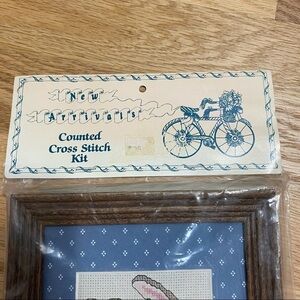 New
Arrivals
Counted
Cross Stitch
Kit